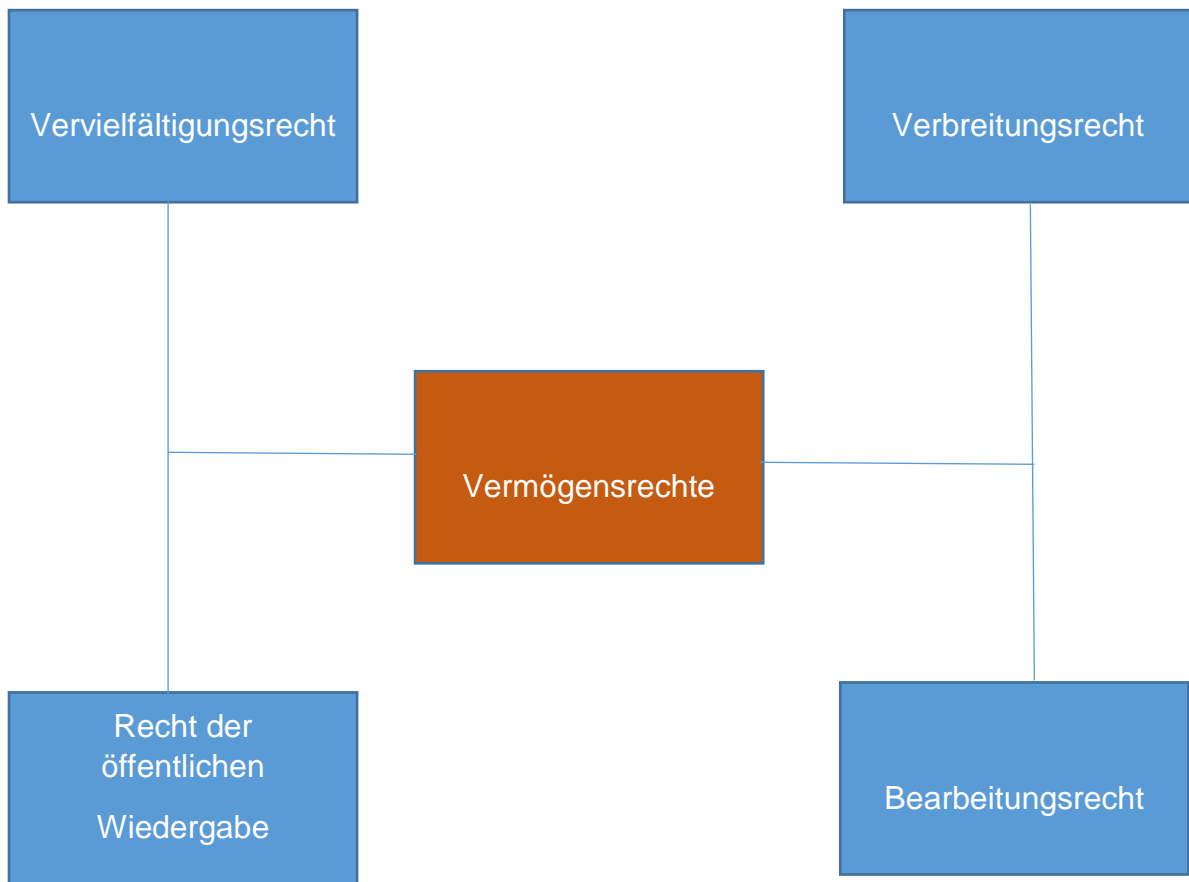 Vervielfältigungsrecht
Verbreitungsrecht
Vermögensrechte
Recht der
öffentlichen
Wiedergabe
Bearbeitungsrecht